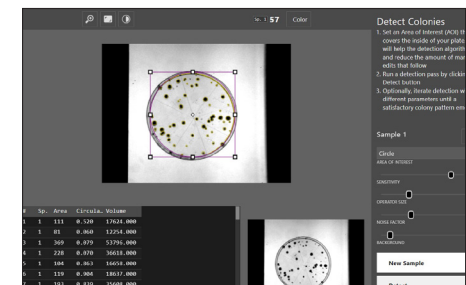 No. 1 57 Color
Detect Colonies
1. Set an Area of Interest (AOI) th
covers the inside of your plate
will help the detection algorith
and reduce the amount of mar
edits that follow
2. Run a detection pass by clickin
Detect button
3. Optionally, iterate detection w
different parameters until a
satisfactory colony pattern em
Sample 1
Circle
AREA OF INTEREST
SENSITIVITY
OPERATOR SIZE
NOISE FACTOR
BACKGROUND
New Sample
# Sp. Area Circula… Volume
1 1 111 0.520 17624.000
2 1 81 0.060 12254.000
3 1 369 0.079 53796.000
4 1 228 0.070 36618.000
5 1 104 0.863 16658.000
6 1 119 0.904 18637.000